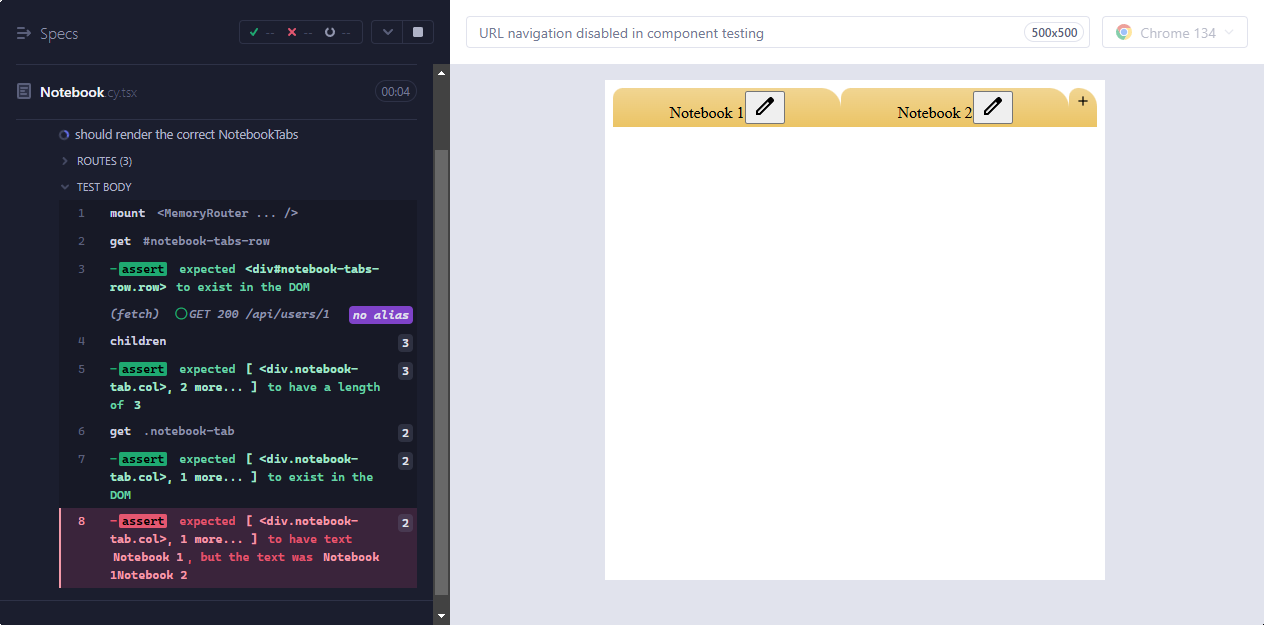 Specs
-- -- --
Notebook.cy.tsx
00:04
should render the correct NotebookTabs
ROUTES (3)
TEST BODY
1 mount <MemoryRouter ... />
2 get #notebook-tabs-row
3 -assert expected <div#notebook-tabs-
row.row> to exist in the DOM
(fetch) GET 200 /api/users/1 no alias
4 children 3
5 -assert expected [ <div.notebook- 3
tab.col>, 2 more... ] to have a length
of 3
6 get .notebook-tab 2
7 -assert expected [ <div.notebook- 2
tab.col>, 1 more... ] to exist in the
DOM
8 -assert expected [ <div.notebook- 2
tab.col>, 1 more... ] to have text
Notebook 1, but the text was Notebook
1Notebook 2
URL navigation disabled in component testing
500x500
Chrome 134
Notebook 1
Notebook 2
+